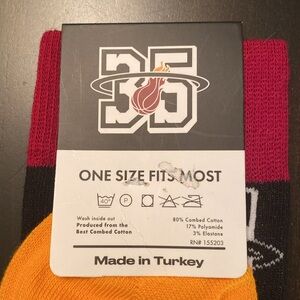 35
ONE SIZE FITS MOST
40°
P
Wash inside out
Produced from the
Best Combed Cotton
80% Combed Cotton
17% Polyamide
3% Elastane
RN# 155203
Made in Turkey